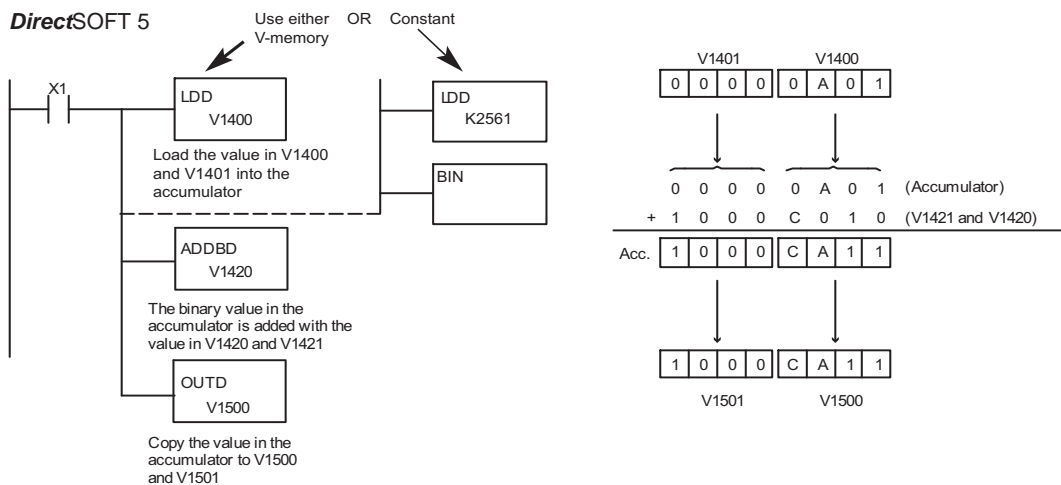 DirectSOFT 5
Use either OR Constant
V-memory
X1
LDD
V1400
Load the value in V1400
and V1401 into the
accumulator
LDD
K2561
BIN
ADDBD
V1420
The binary value in the
accumulator is added with the
value in V1420 and V1421
OUTD
V1500
Copy the value in the
accumulator to V1500
and V1501
V1401 V1400
0 0 0 0 0 A 0 1
0 0 0 0 0 A 0 1 (Accumulator)
+ 1 0 0 0 C 0 1 0 (V1421 and V1420)
Acc. 1 0 0 0 C A 1 1
1 0 0 0 C A 1 1
V1501 V1500